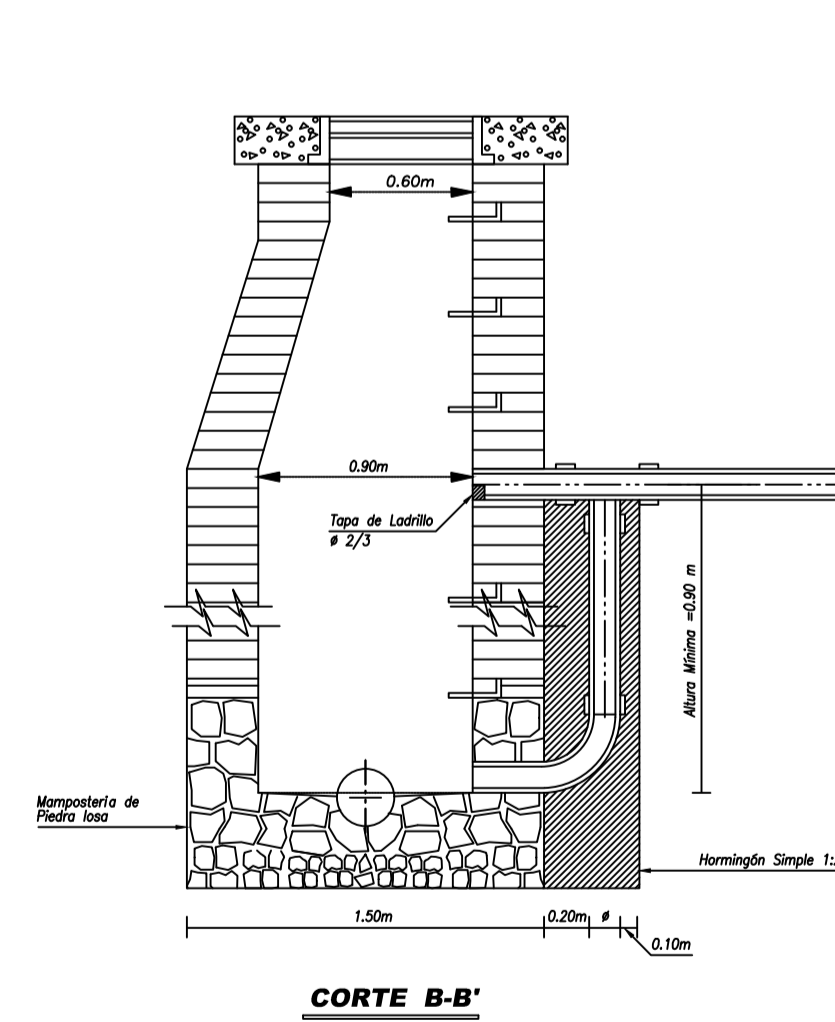 0.60m
0.90m
Tapa de Ladrillo
ø 2/3
Altura Mínima =0.90 m
Mamposteria de
Piedra losa
Hormingón Simple 1:
1.50m
0.20m
ø
0.10m
CORTE B-B'